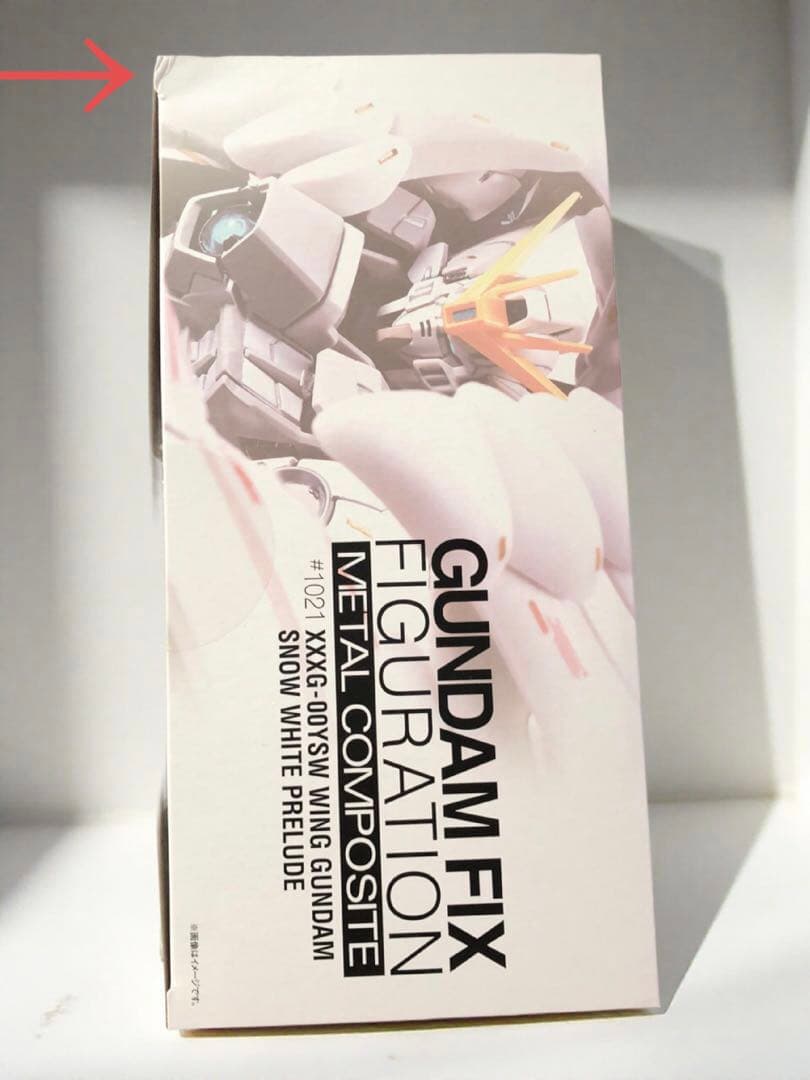 GUNDAM FIX
FIGURATION
METAL COMPOSITE
#1021 XXXG-00YSW WING GUNDAM
SNOW WHITE PRELUDE
※画像はイメージです。